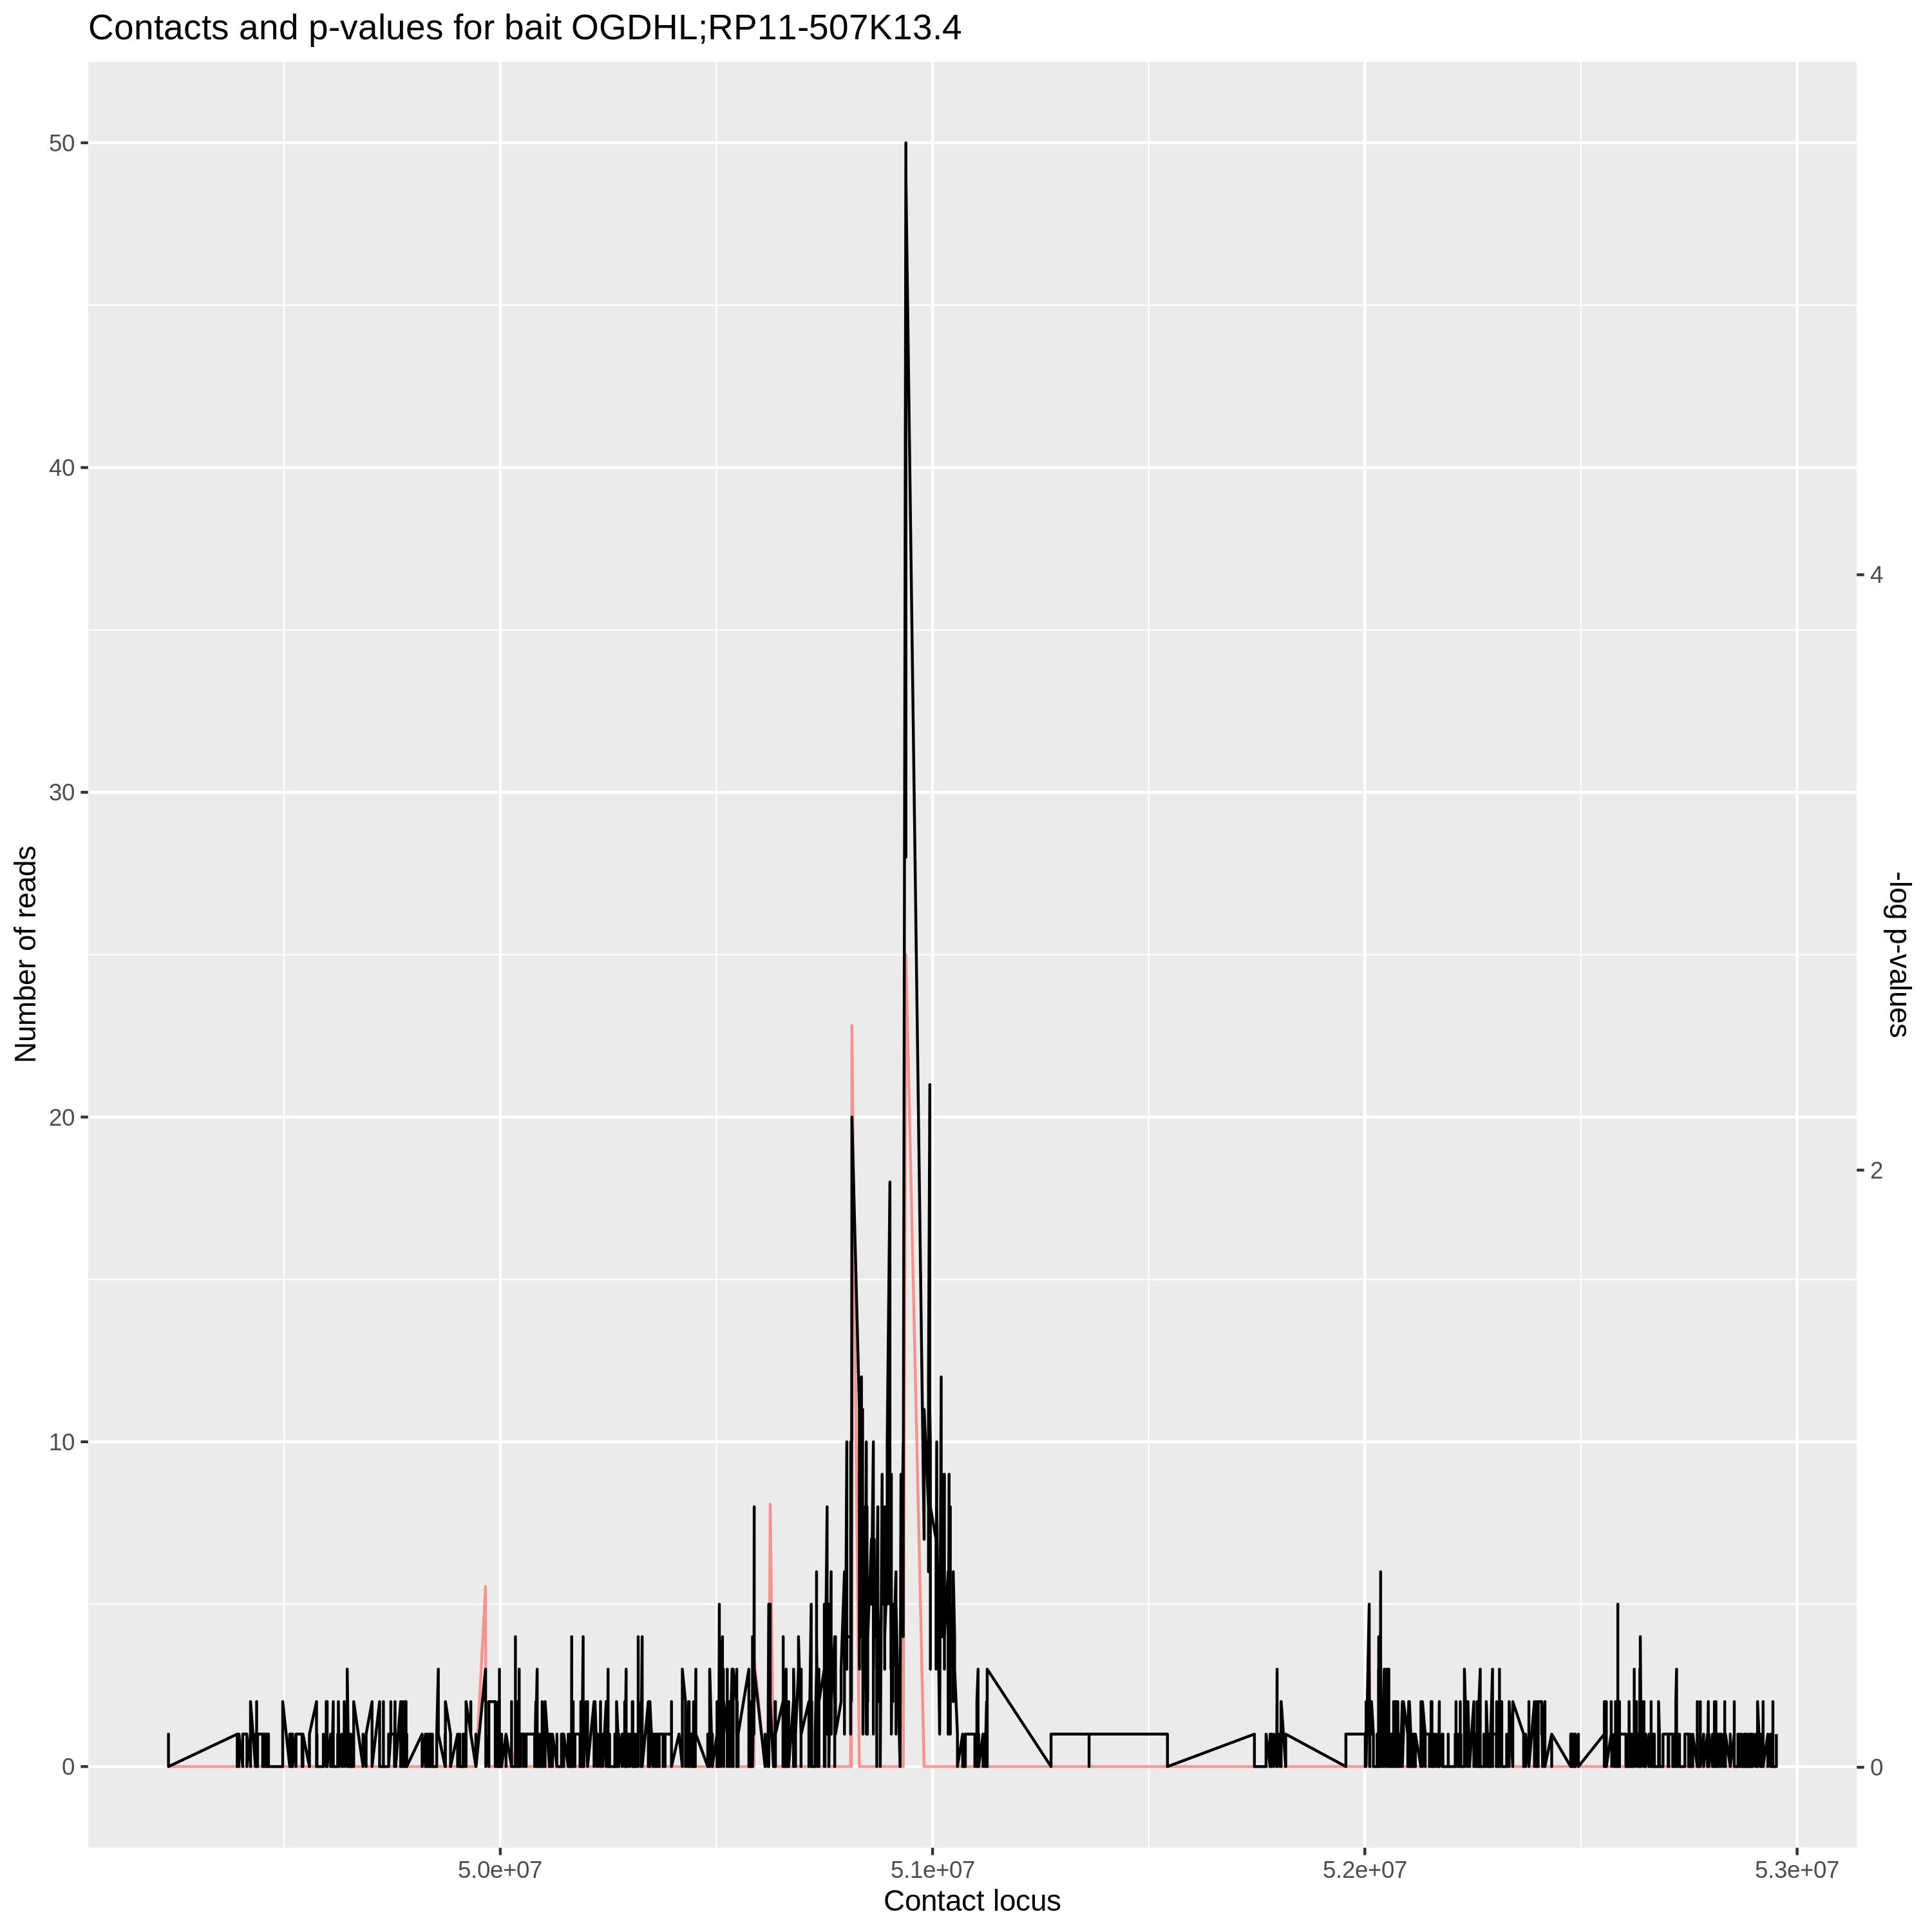 Contacts and p-values for bait OGDHL;RP11-507K13.4
50
40
30
20
10
0
Number of reads
4
2
0
-log p-values
5.0e+07
5.1e+07
5.2e+07
5.3e+07
Contact locus